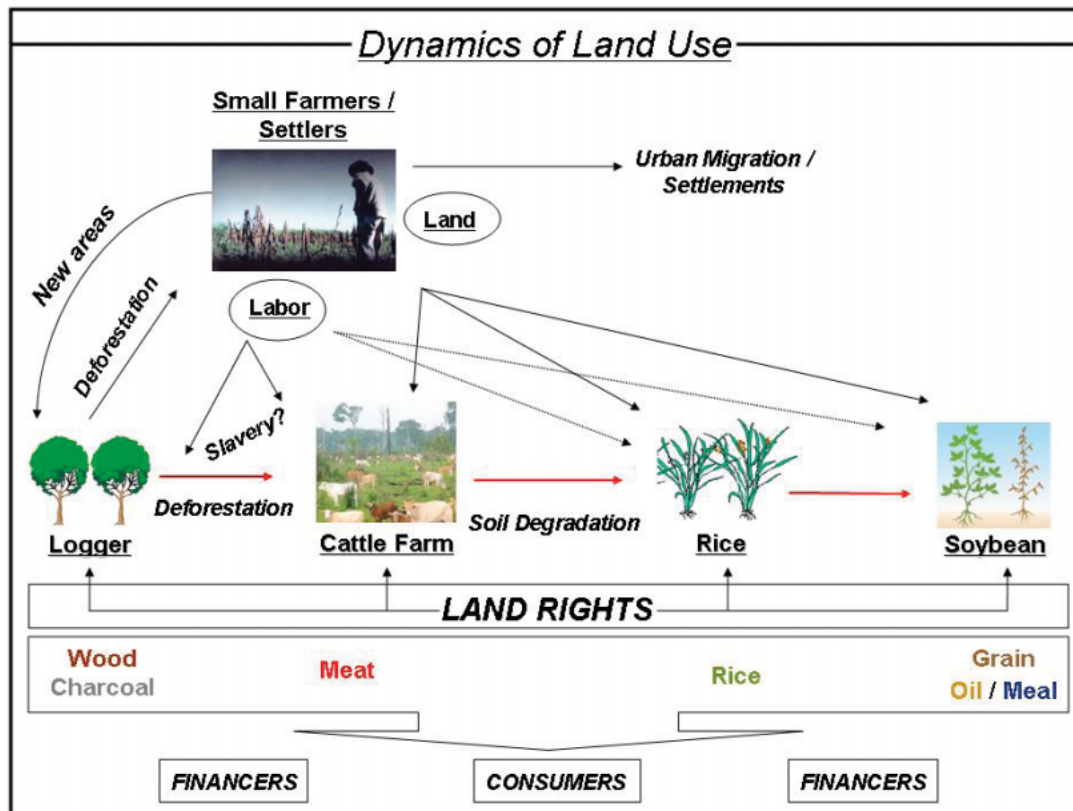 Dynamics of Land Use
Small Farmers /
Settlers
Urban Migration /
Settlements
Land
New areas
Deforestation
Labor
Slavery?
Deforestation
Soil Degradation
Logger
Cattle Farm
Rice
Soybean
LAND RIGHTS
Wood
Charcoal
Meat
Rice
Grain
Oil / Meal
FINANCERS
CONSUMERS
FINANCERS